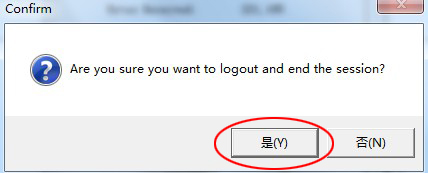 Confirm
Are you sure you want to logout and end the session?
是(Y)
否(N)